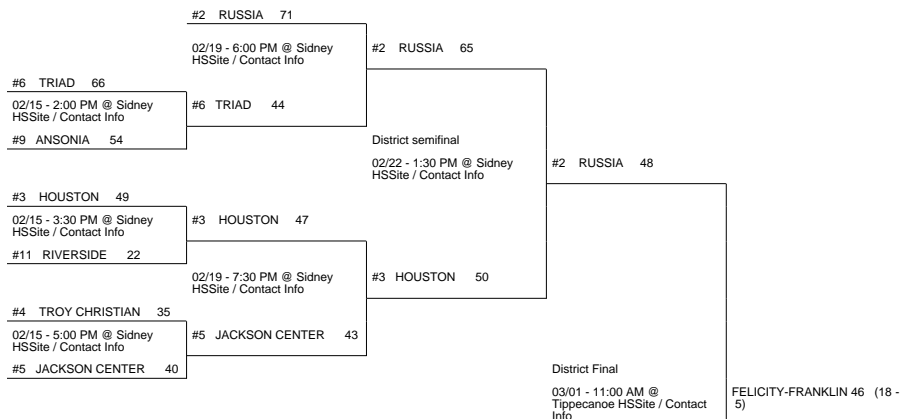 #2 RUSSIA 71
02/19 - 6:00 PM @ Sidney
HSSite / Contact Info
#2 RUSSIA 65
#6 TRIAD 66
02/15 - 2:00 PM @ Sidney
HSSite / Contact Info
#6 TRIAD 44
#9 ANSONIA 54
District semifinal
02/22 - 1:30 PM @ Sidney
HSSite / Contact Info
#2 RUSSIA 48
#3 HOUSTON 49
02/15 - 3:30 PM @ Sidney
HSSite / Contact Info
#3 HOUSTON 47
#11 RIVERSIDE 22
02/19 - 7:30 PM @ Sidney
HSSite / Contact Info
#3 HOUSTON 50
#4 TROY CHRISTIAN 35
02/15 - 5:00 PM @ Sidney
HSSite / Contact Info
#5 JACKSON CENTER 43
#5 JACKSON CENTER 40
District Final
03/01 - 11:00 AM @
Tippecanoe HSSite / Contact
Info
FELICITY-FRANKLIN 46 (18 -
5)